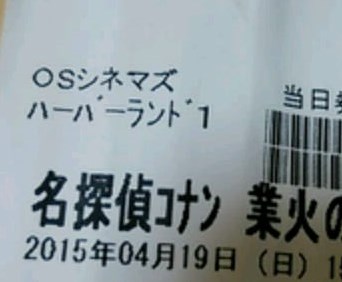 OSシネマズ
ハーバーランド1
当日
名探偵コナン 業火の
2015年04月19日（日）15